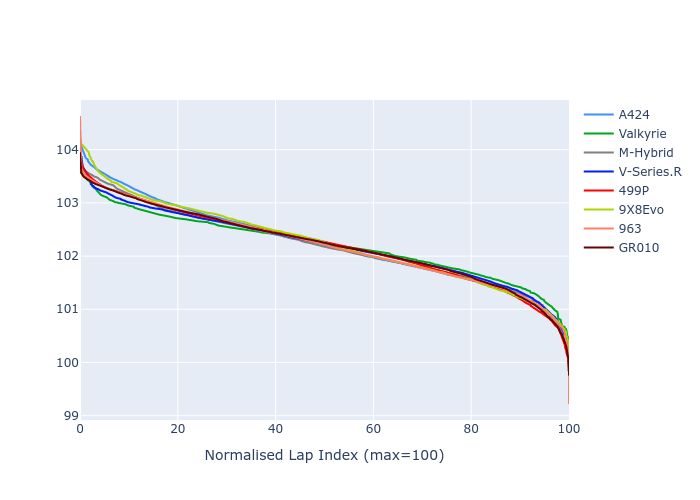 104
103
102
101
100
99
0 20 40 60 80 100
Normalised Lap Index (max=100)
A424
Valkyrie
M-Hybrid
V-Series.R
499P
9X8Evo
963
GR010